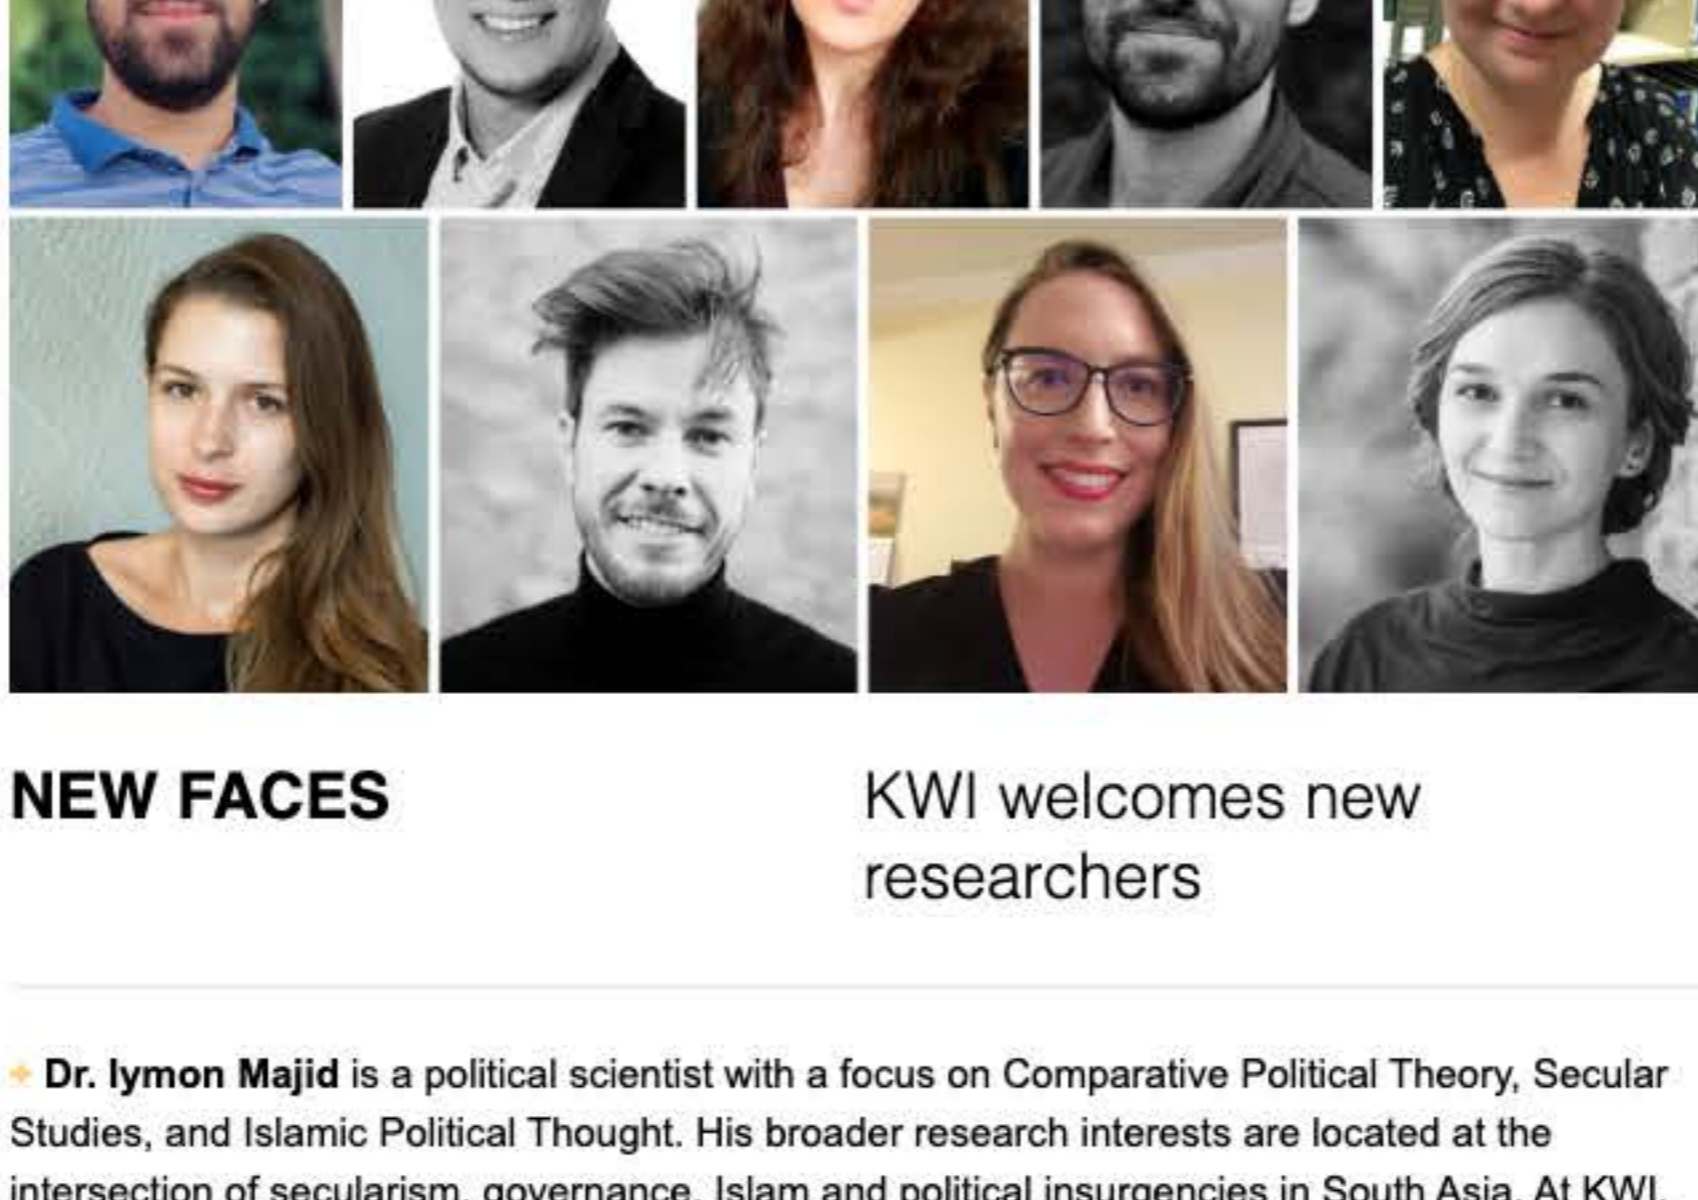 NEW FACES
KWI welcomes new
researchers
Dr. Iymon Majid is a political scientist with a focus on Comparative Political Theory, Secular
Studies, and Islamic Political Thought. His broader research interests are located at the
intersection of secularism, governance, Islam and political insurgencies in South Asia. At KWI,